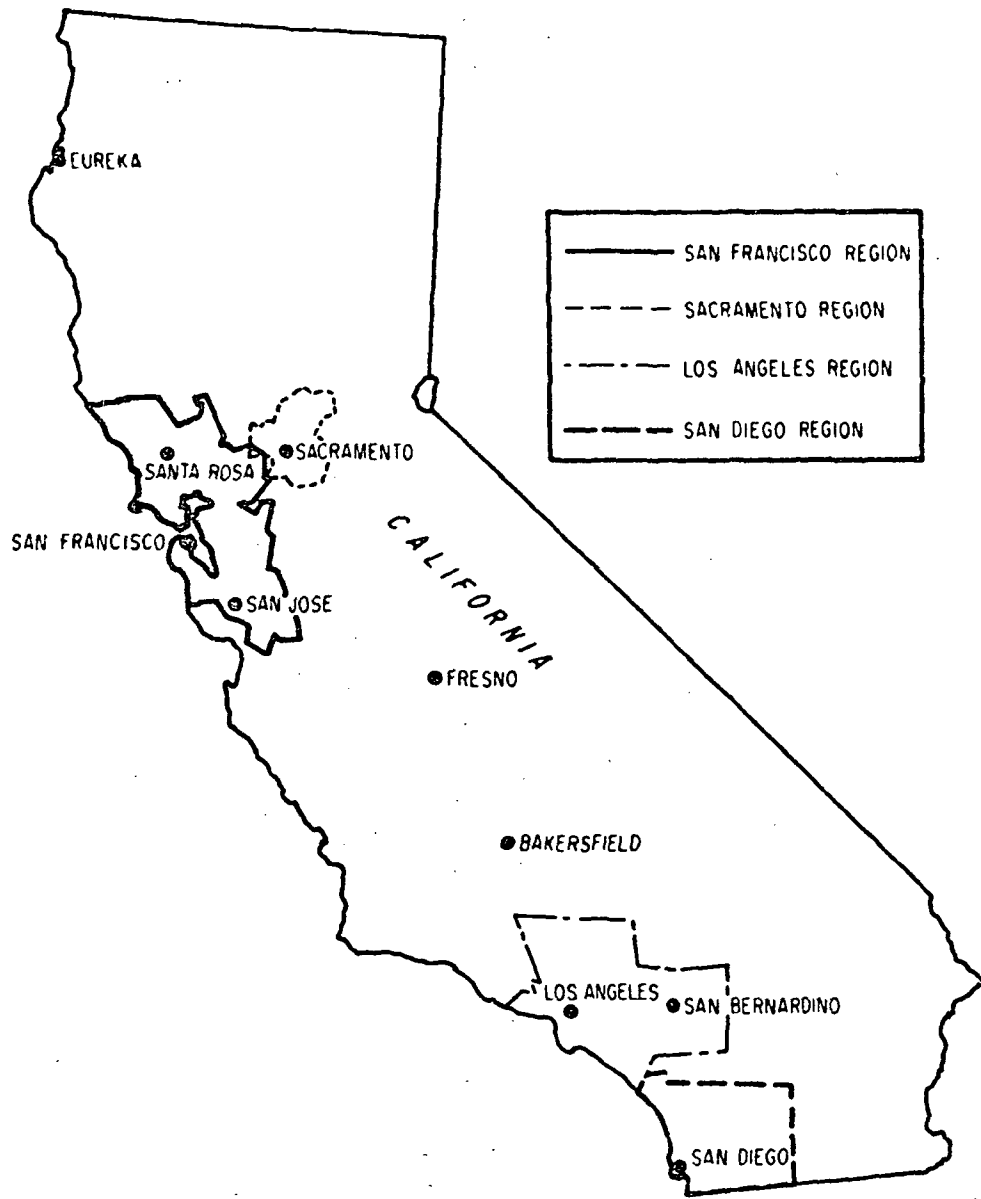 EUREKA
SAN FRANCISCO REGION
SACRAMENTO REGION
LOS ANGELES REGION
SAN DIEGO REGION
SACRAMENTO
SANTA ROSA
SAN FRANCISCO
CALIFORNIA
SAN JOSE
FRESNO
BAKERSFIELD
LOS ANGELES
SAN BERNARDINO
SAN DIEGO